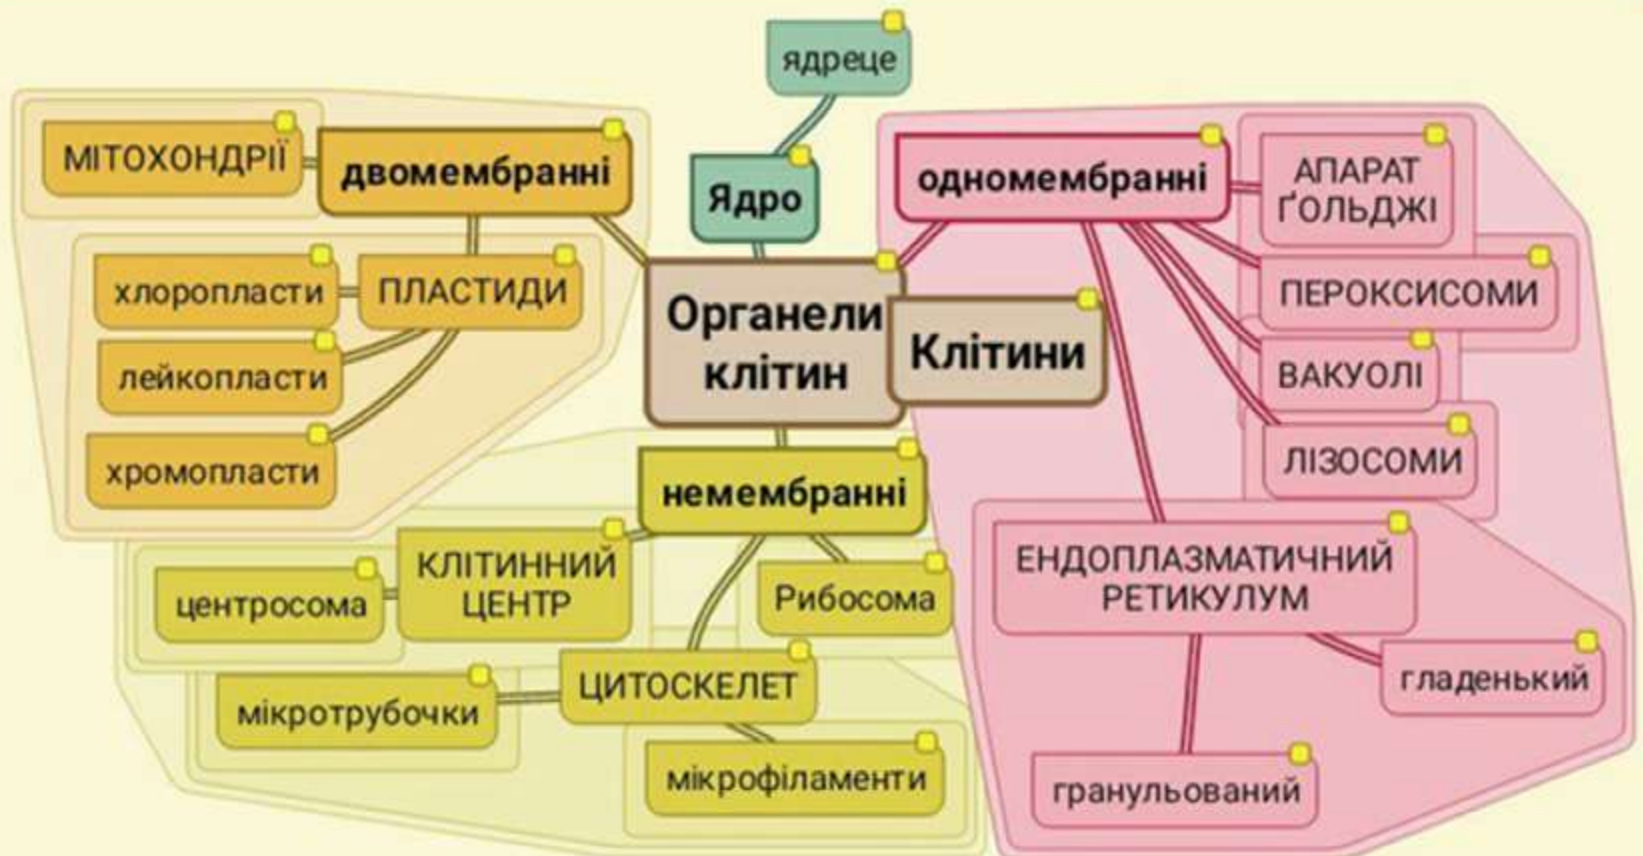 ядреце
МІТОХОНДРІЇ
двомембранні
Ядро
одномембранні
АПАРАТ
ҐОЛЬДЖІ
хлоропласти
ПЛАСТИДИ
Органели
клітин
Клітини
ПЕРОКСИСОМИ
лейкопласти
ВАКУОЛІ
хромопласти
ЛІЗОСОМИ
немембранні
КЛІТИННИЙ
ЦЕНТР
центросома
Рибосома
ЕНДОПЛАЗМАТИЧНИЙ
РЕТИКУЛУМ
мікротрубочки
ЦИТОСКЕЛЕТ
гладенький
мікрофіламенти
гранульований